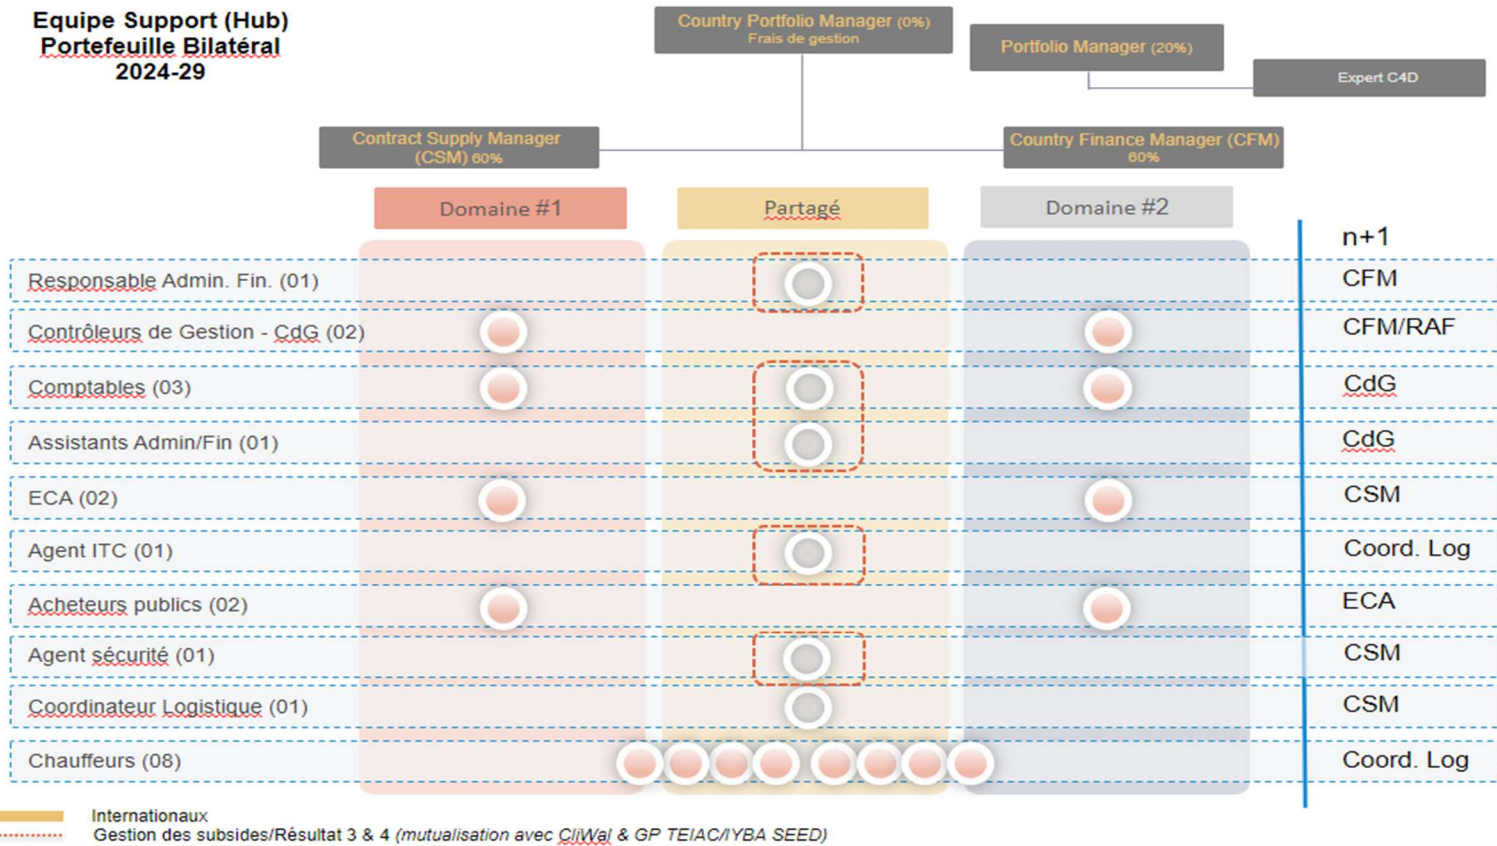 Equipe Support (Hub)
Portefeuille Bilatéral
2024-29
Country Portfolio Manager (0%)
Frais de gestion
Portfolio Manager (20%)
Expert C4D
Contract Supply Manager
(CSM) 60%
Country Finance Manager (CFM)
60%
Domaine #1
Partagé
Domaine #2
n+1
Responsable Admin. Fin. (01)
CFM
Contrôleurs de Gestion - CdG (02)
CFM/RAF
Comptables (03)
CdG
Assistants Admin/Fin (01)
CdG
ECA (02)
CSM
Agent ITC (01)
Coord. Log
Acheteurs publics (02)
ECA
Agent sécurité (01)
CSM
Coordinateur Logistique (01)
CSM
Chauffeurs (08)
Coord. Log
Internationaux
Gestion des subsides/Résultat 3 & 4 (mutualisation avec CliWal & GP TEIAC/IYBA SEED)